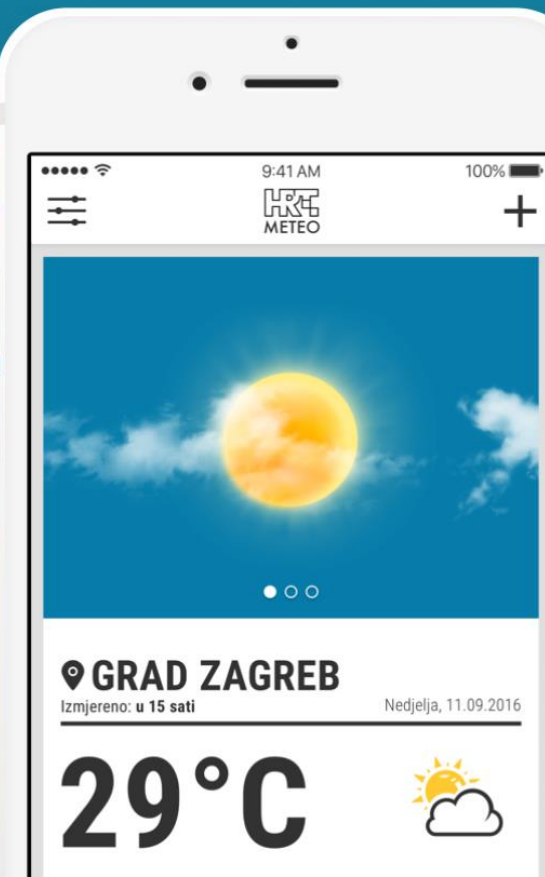 9:41 AM
100%
HRT
METEO
GRAD ZAGREB
Izmjereno: u 15 sati
Nedjelja, 11.09.2016
29°C